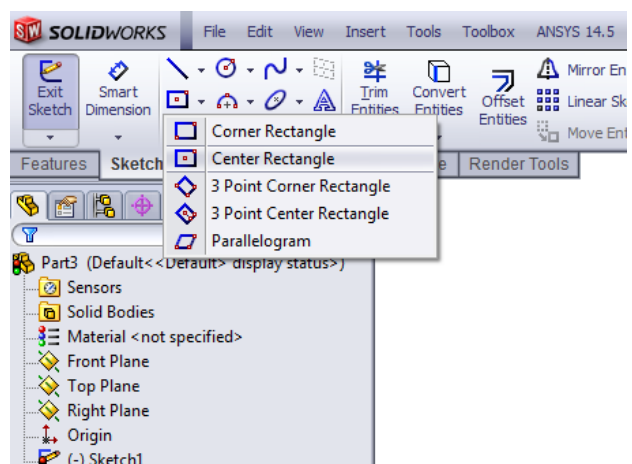 SOLIDWORKS File Edit View Insert Tools Toolbox ANSYS 14.5
Exit Sketch
Smart Dimension
Trim Entities
Convert Entities
Offset Entities
Mirror En
Linear Sk
Move Ent
Corner Rectangle
Center Rectangle
3 Point Corner Rectangle
3 Point Center Rectangle
Parallelogram
Features Sketch Render Tools
Part3 (Default<<Default> display status>)
Sensors
Solid Bodies
Material <not specified>
Front Plane
Top Plane
Right Plane
Origin
(-) Sketch1